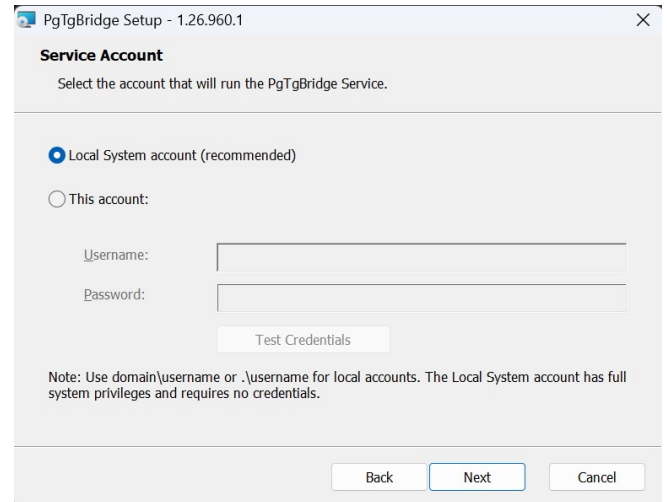 PgTgBridge Setup - 1.26.960.1
Service Account
Select the account that will run the PgTgBridge Service.
Local System account (recommended)
This account:
Username:
Password:
Test Credentials
Note: Use domain\username or .\username for local accounts. The Local System account has full
system privileges and requires no credentials.
Back Next Cancel